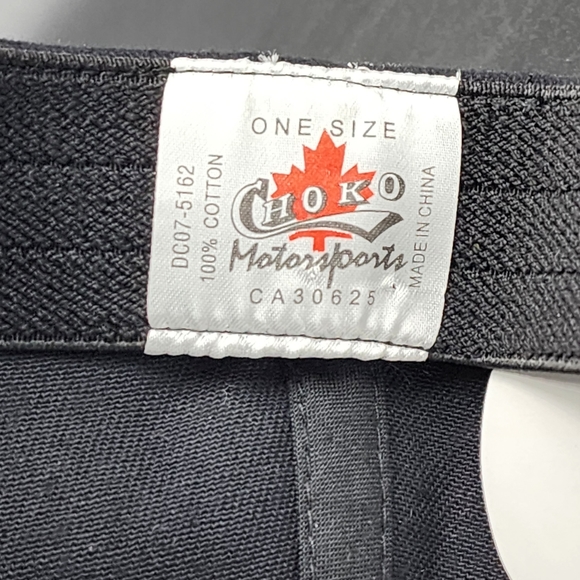 ONE SIZE
CHOKO
Motorsports
CA30625
DC07-5162
100% COTTON
MADE IN CHINA